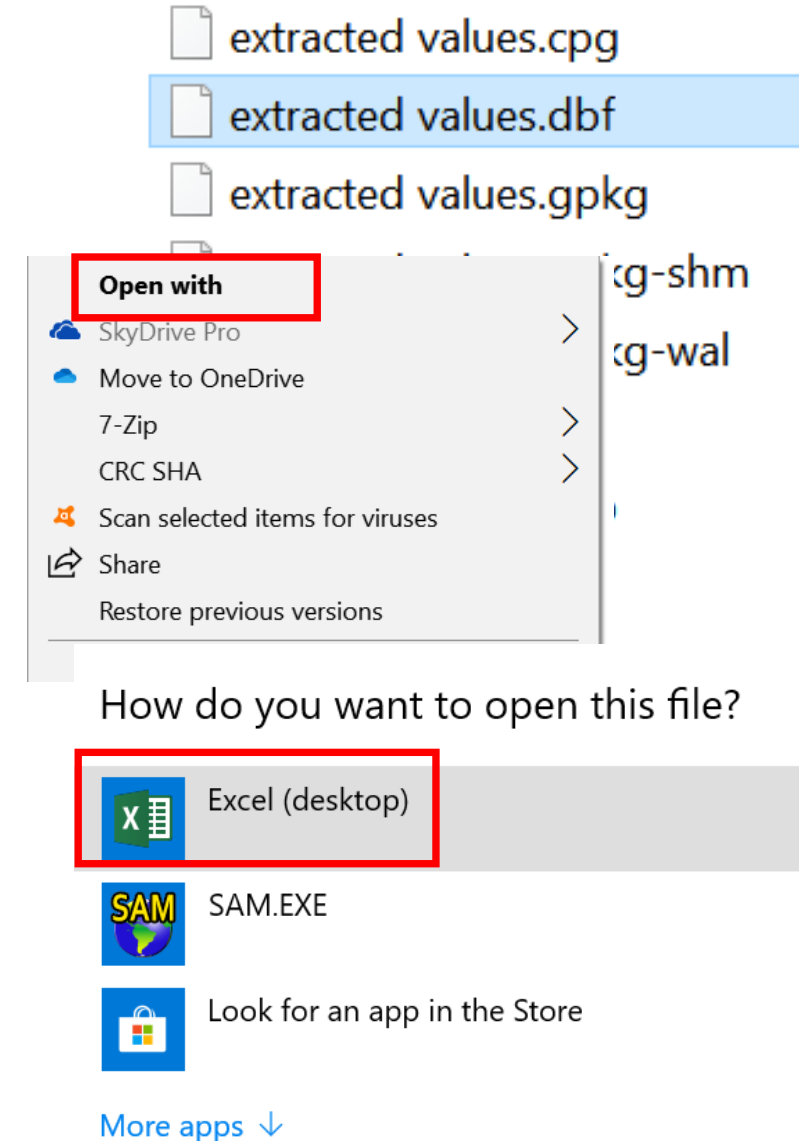 extracted values.cpg
extracted values.dbf
extracted values.gpkg
kg-shm
kg-wal
Open with
SkyDrive Pro
Move to OneDrive
7-Zip
CRC SHA
Scan selected items for viruses
Share
Restore previous versions
How do you want to open this file?
Excel (desktop)
SAM
SAM.EXE
Look for an app in the Store
More apps